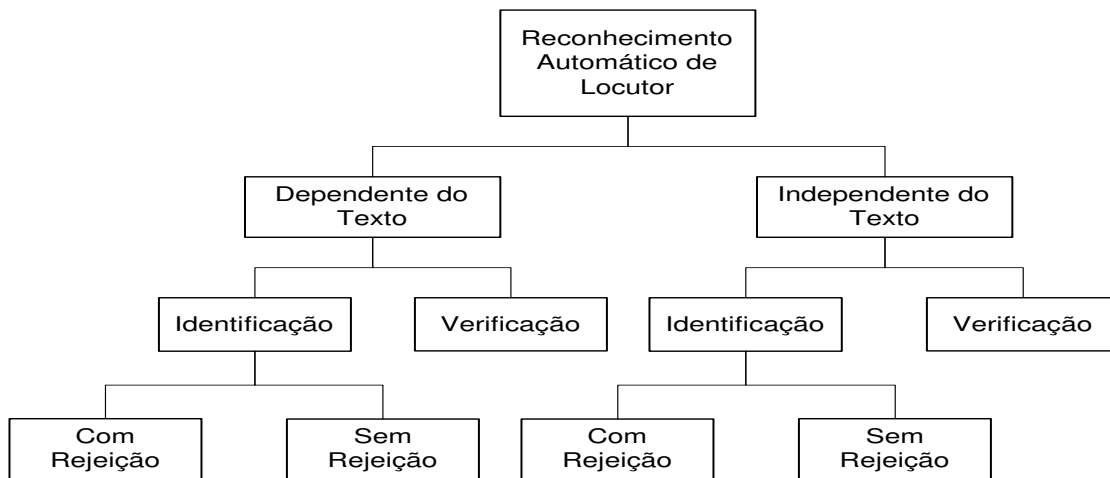 Reconhecimento
Automático de
Locutor
Dependente do
Texto
Independente do
Texto
Identificação
Verificação
Identificação
Verificação
Com
Rejeição
Sem
Rejeição
Com
Rejeição
Sem
Rejeição